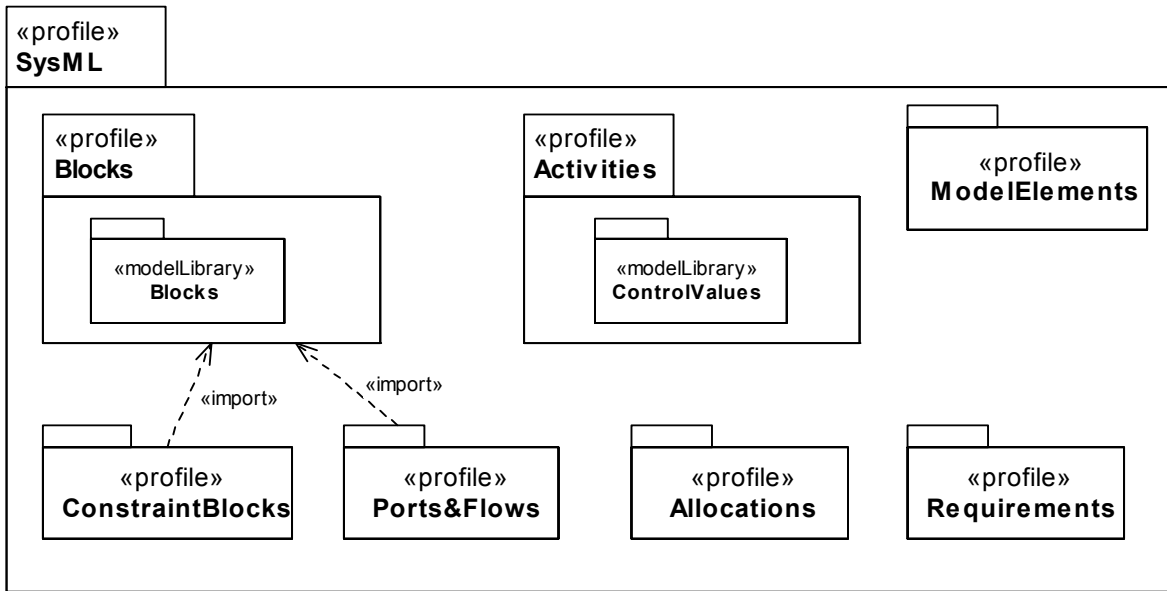 «profile»
SysML
«profile»
Blocks
«modelLibrary»
Blocks
«profile»
Activities
«modelLibrary»
ControlValues
«profile»
ModelElements
«import»
«import»
«profile»
ConstraintBlocks
«profile»
Ports&Flows
«profile»
Allocations
«profile»
Requirements